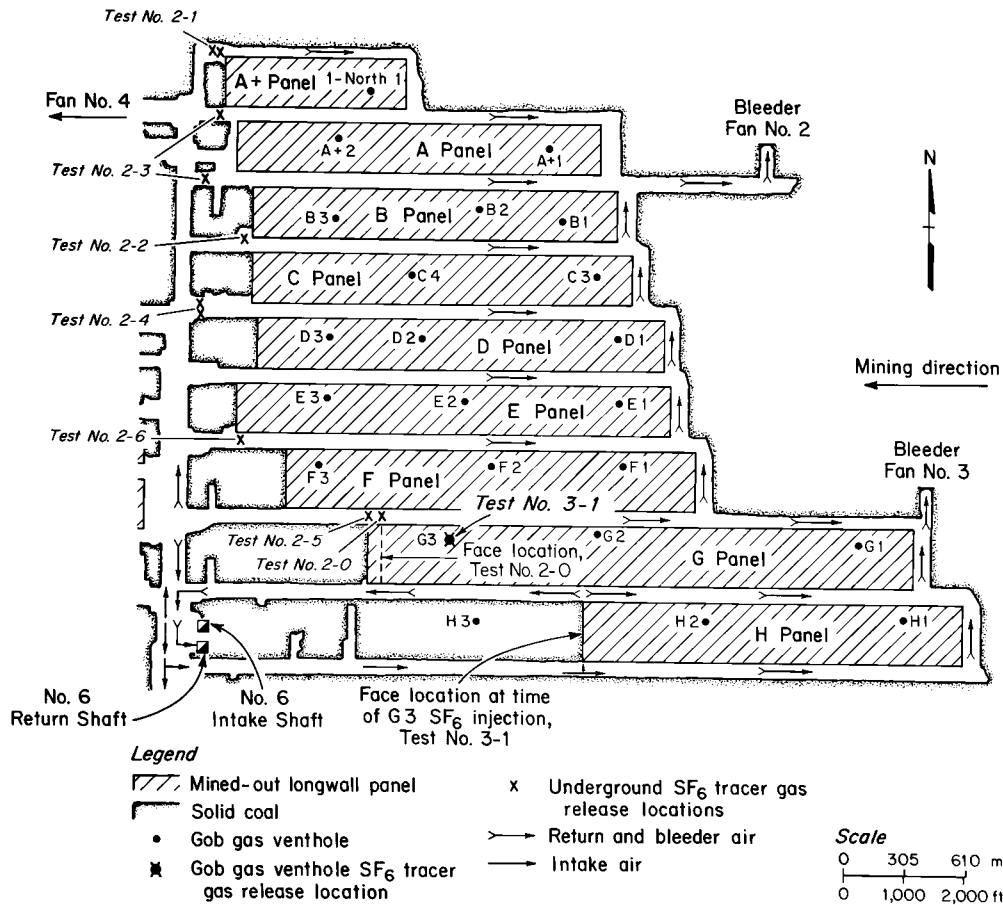 Test No. 2-1
A+ Panel
1-North 1
Fan No. 4
Bleeder
Fan No. 2
A+2
A Panel
A+1
Test No. 2-3
N
B3
B Panel
B2
B1
Test No. 2-2
C Panel
C4
C3
Test No. 2-4
D3
D2
D Panel
D1
Mining direction
E3
E2
E Panel
E1
Test No. 2-6
Bleeder
Fan No. 3
F3
F Panel
F2
F1
Test No. 3-1
Test No. 2-5
Test No. 2-0
G3
G2
G Panel
G1
Face location,
Test No. 2-0
H3
H2
H Panel
H1
No. 6
Return Shaft
No. 6
Intake Shaft
Face location at time
of G3 SF6 injection,
Test No. 3-1
Legend
Mined-out longwall panel
Solid coal
Gob gas venthole
Gob gas venthole SF6 tracer
gas release location
x Underground SF6 tracer gas
release locations
Return and bleeder air
Intake air
Scale
0 305 610 m
0 1,000 2,000 ft